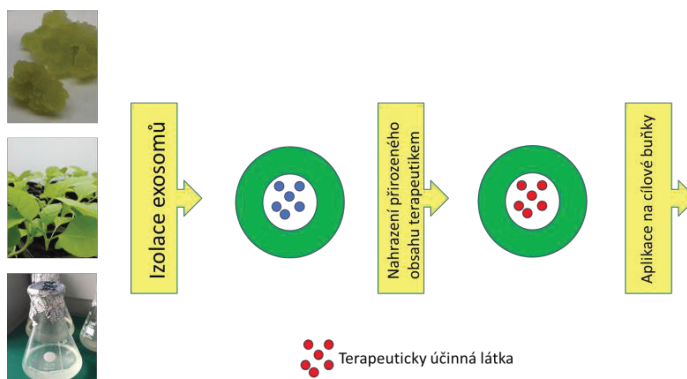 Izolace exosomů
Nahrazení přirozeného
obsahu terapeutikem
Aplikace na cílové buňky
Terapeuticky účinná látka